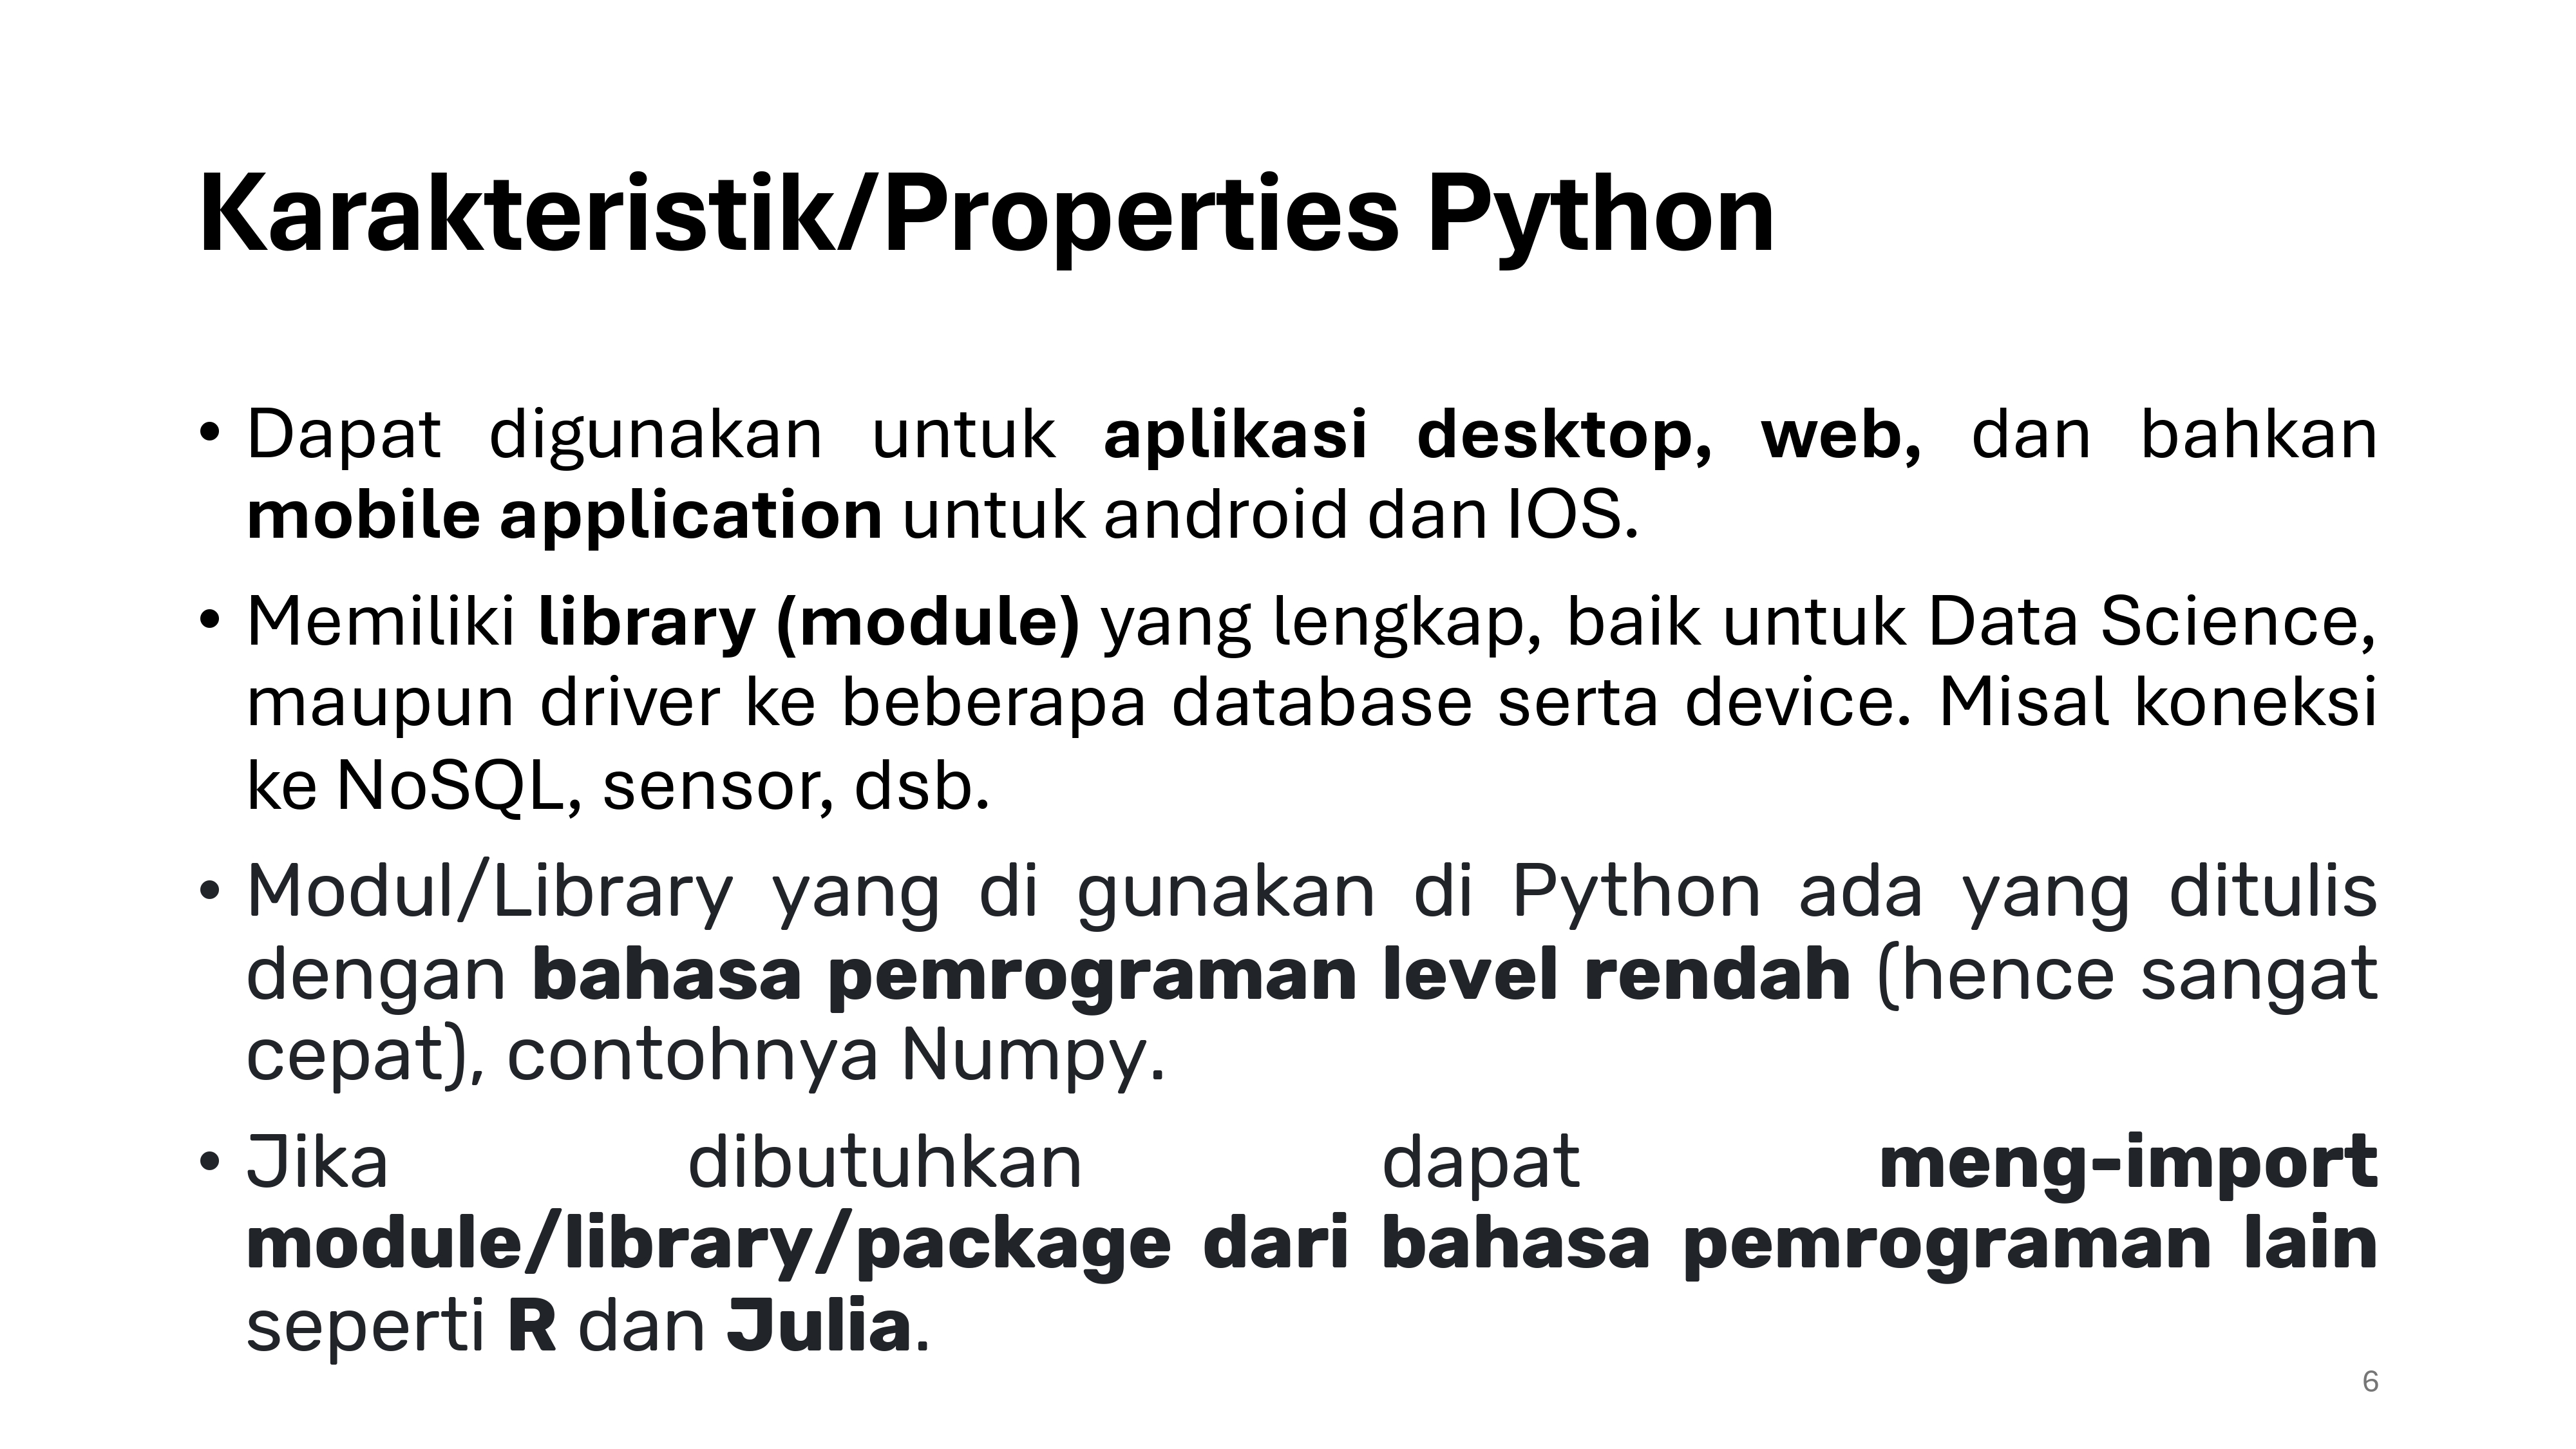 Karakteristik/Properties Python
• Dapat digunakan untuk aplikasi desktop, web, dan bahkan
mobile application untuk android dan IOS.
• Memiliki library (module) yang lengkap, baik untuk Data Science,
maupun driver ke beberapa database serta device. Misal koneksi
ke NoSQL, sensor, dsb.
• Modul/Library yang di gunakan di Python ada yang ditulis
dengan bahasa pemrograman level rendah (hence sangat
cepat), contohnya Numpy.
• Jika dibutuhkan dapat meng-import
module/library/package dari bahasa pemrograman lain
seperti R dan Julia.
6